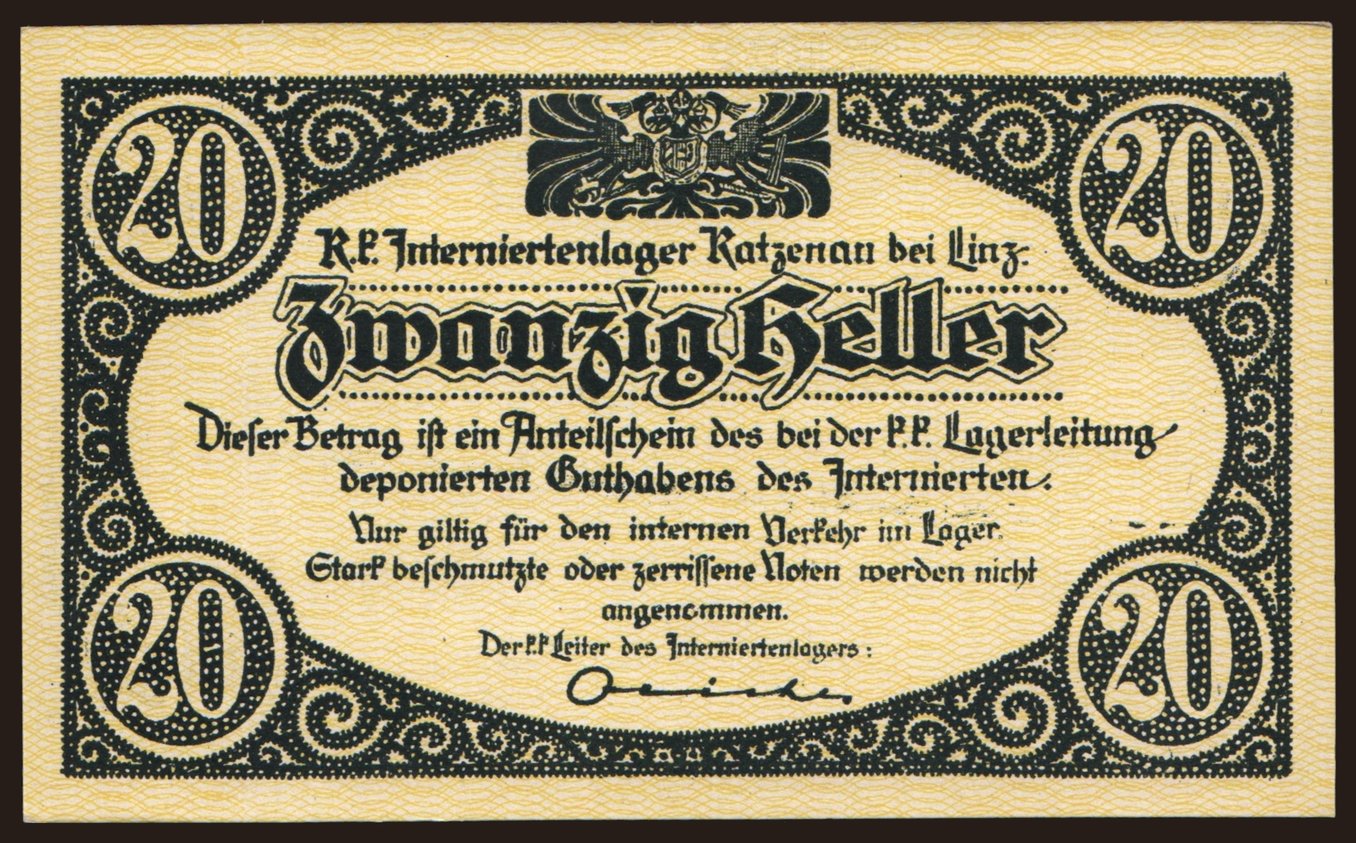 20 20
K.k. Interniertenlager Katzenau bei Linz.
Zwanzig Heller
Dieser Betrag ist ein Anteilschein des bei der k.k. Lagerleitung
deponierten Guthabens des Internierten.
Nur giltig für den internen Verkehr im Lager.
Stark beschmutzte oder zerrissene Noten werden nicht
angenommen.
Der k.k. Leiter des Interniertenlagers:
20 20